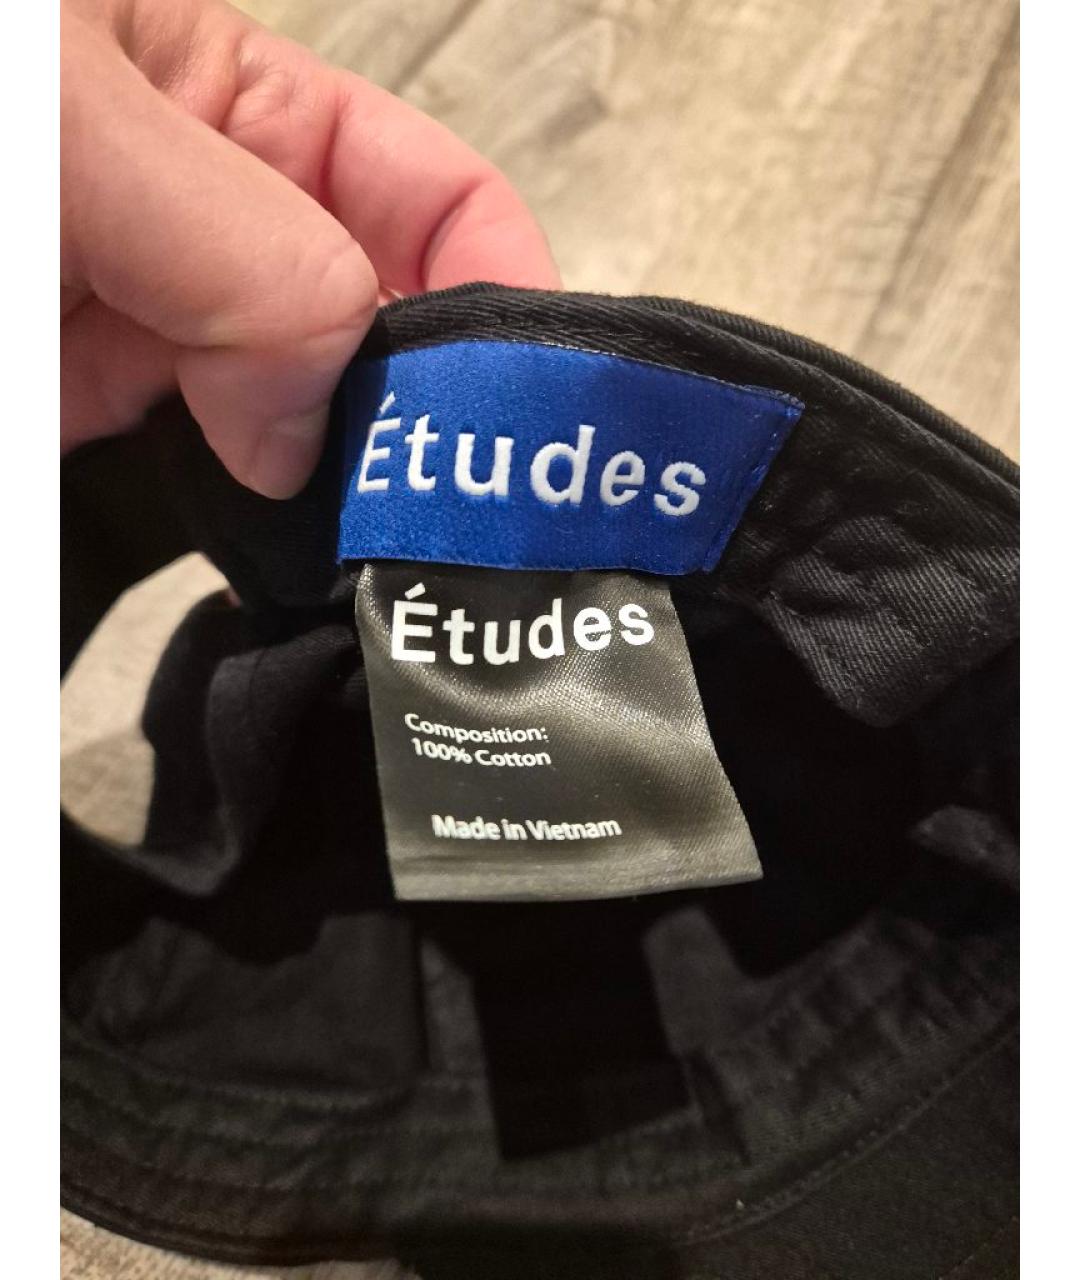 Études
Études
Composition:
100% Cotton
Made in Vietnam